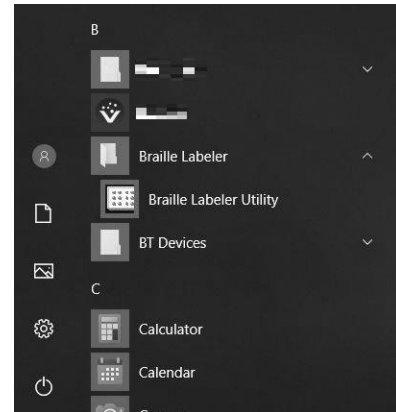 B
Braille Labeler
Braille Labeler Utility
BT Devices
C
Calculator
Calendar